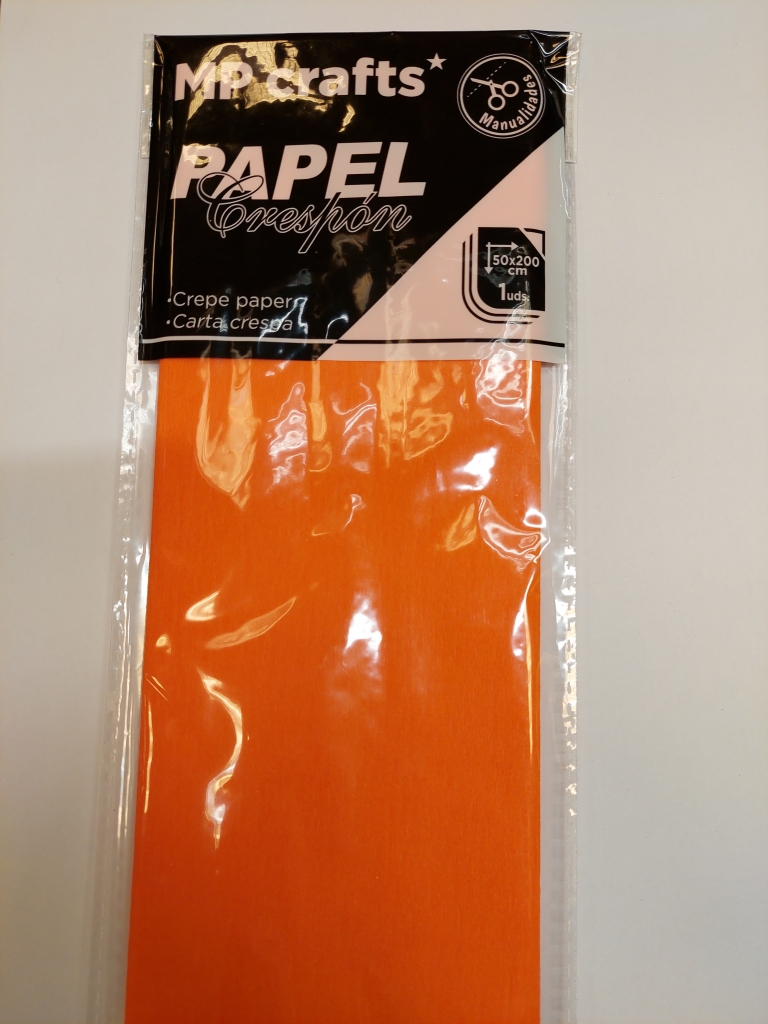 MP crafts*
Manualidades
PAPEL
Crespón
50x200
cm
1uds.
·Crepe paper
·Carta crespa